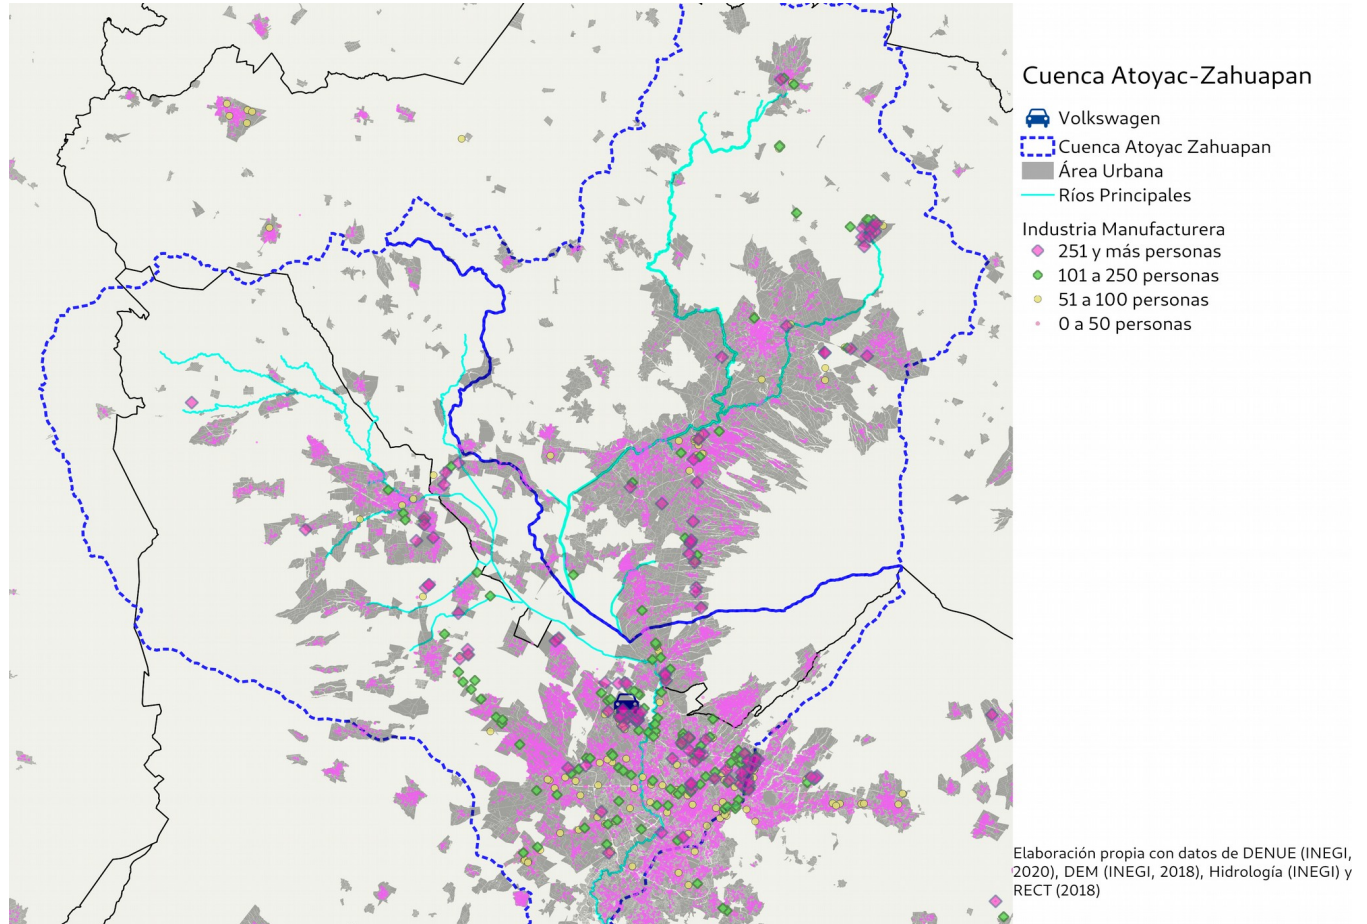 Cuenca Atoyac-Zahuapan
Volkswagen
Cuenca Atoyac Zahuapan
Área Urbana
Ríos Principales
Industria Manufacturera
251 y más personas
101 a 250 personas
51 a 100 personas
0 a 50 personas
Elaboración propia con datos de DENUE (INEGI,
2020), DEM (INEGI, 2018), Hidrología (INEGI) y
RECT (2018)